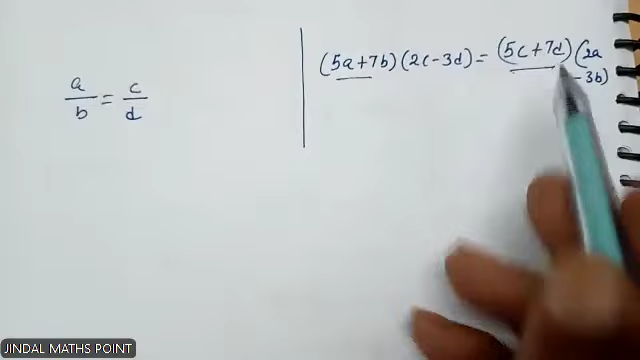 a/b = c/d
(5a+7b)(2c-3d) = (5c+7d)(2a
-3b)
JINDAL MATHS POINT